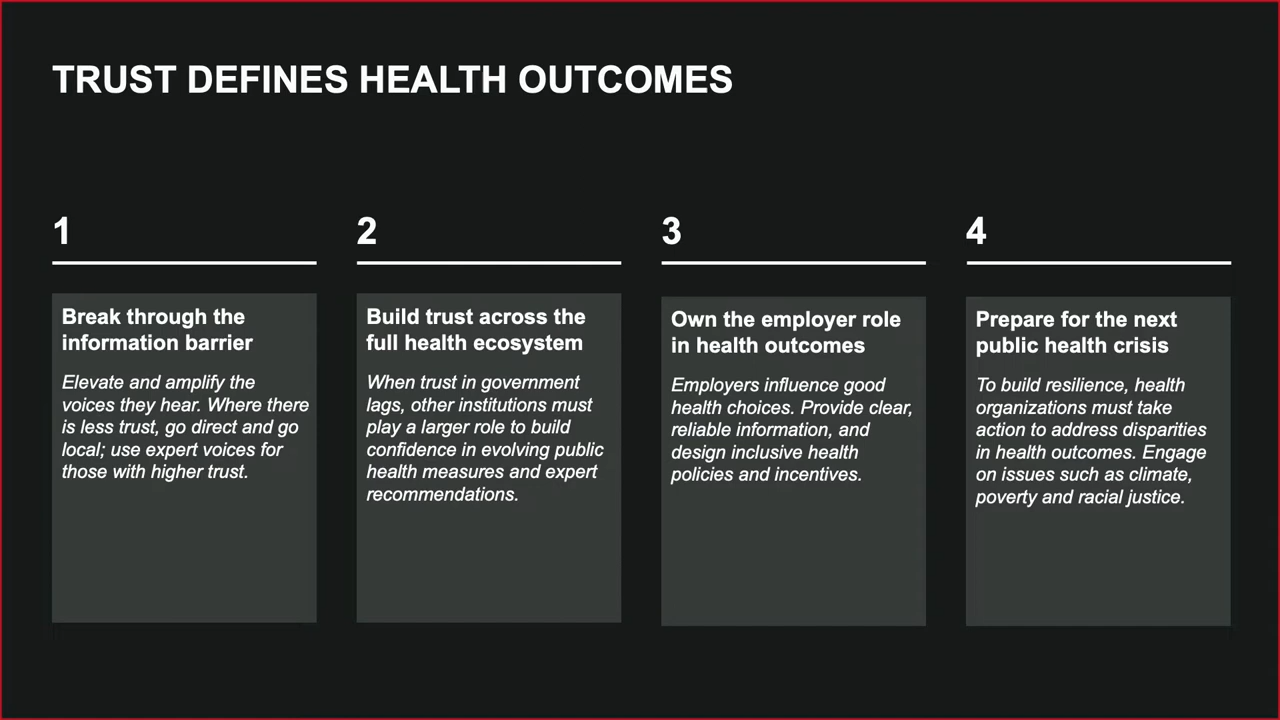 TRUST DEFINES HEALTH OUTCOMES
1
Break through the
information barrier
Elevate and amplify the
voices they hear. Where there
is less trust, go direct and go
local; use expert voices for
those with higher trust.
2
Build trust across the
full health ecosystem
When trust in government
lags, other institutions must
play a larger role to build
confidence in evolving public
health measures and expert
recommendations.
3
Own the employer role
in health outcomes
Employers influence good
health choices. Provide clear,
reliable information, and
design inclusive health
policies and incentives.
4
Prepare for the next
public health crisis
To build resilience, health
organizations must take
action to address disparities
in health outcomes. Engage
on issues such as climate,
poverty and racial justice.